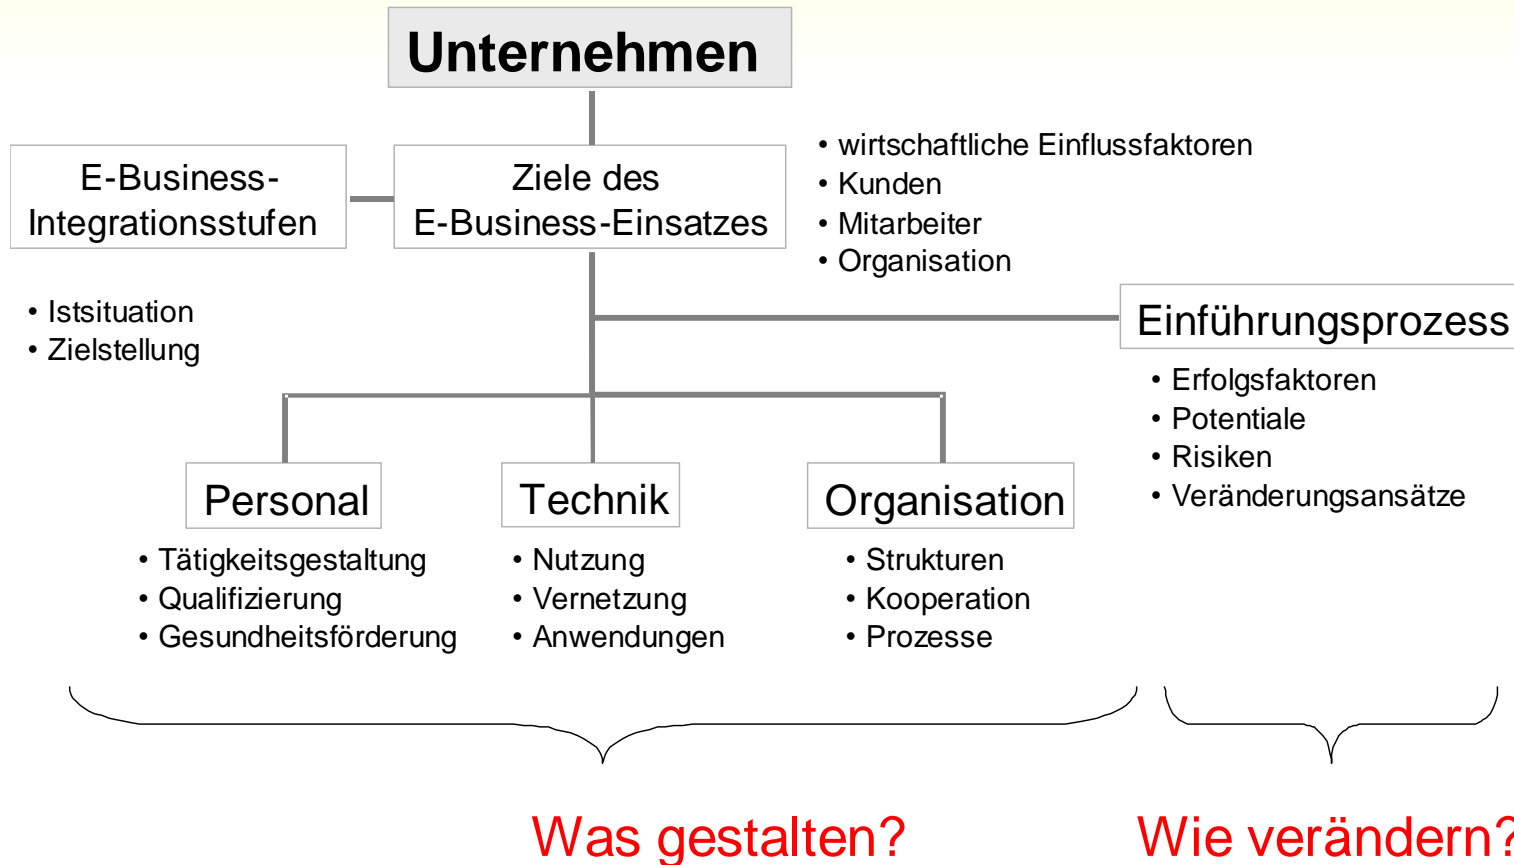 Unternehmen
E-Business-
Integrationsstufen
Ziele des
E-Business-Einsatzes
• wirtschaftliche Einflussfaktoren
• Kunden
• Mitarbeiter
• Organisation
• Istsituation
• Zielstellung
Einführungsprozess
• Erfolgsfaktoren
• Potentiale
• Risiken
• Veränderungsansätze
Personal
• Tätigkeitsgestaltung
• Qualifizierung
• Gesundheitsförderung
Technik
• Nutzung
• Vernetzung
• Anwendungen
Organisation
• Strukturen
• Kooperation
• Prozesse
Was gestalten?
Wie verändern?